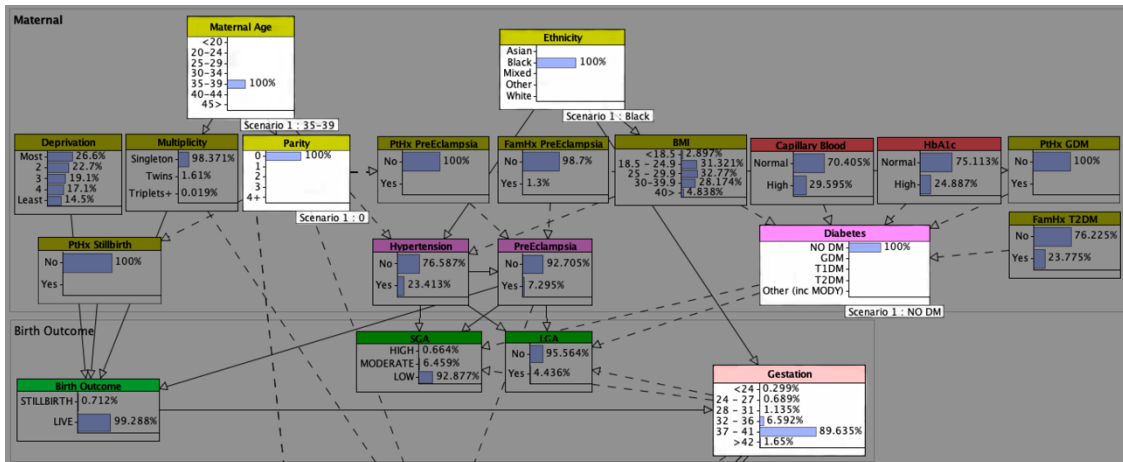 Maternal
Maternal Age
<20
20-24
25-29
30-34
35-39 100%
40-44
45>
Scenario 1 : 35-39
Ethnicity
Asian
Black 100%
Mixed
Other
White
Scenario 1 : Black
Deprivation
Most 26.6%
2 22.7%
3 19.1%
4 17.1%
Least 14.5%
Multiplicity
Singleton 98.371%
Twins 1.61%
Triplets+ 0.019%
Parity
0 100%
1
2
3
4+
Scenario 1 : 0
PtHx PreEclampsia
No 100%
Yes
FamHx PreEclampsia
No 98.7%
Yes 1.3%
BMI
<18.5 2.897%
18.5 - 24.9 31.321%
25 - 29.9 32.77%
30-39.9 28.174%
40> 4.838%
Capillary Blood
Normal 70.405%
High 29.595%
HbA1c
Normal 75.113%
High 24.887%
PtHx GDM
No 100%
Yes
FamHx T2DM
No 76.225%
Yes 23.775%
PtHx Stillbirth
No 100%
Yes
Hypertension
No 76.587%
Yes 23.413%
PreEclampsia
No 92.705%
Yes 7.295%
Diabetes
NO DM 100%
GDM
T1DM
T2DM
Other (inc MODY)
Scenario 1 : NO DM
Birth Outcome
SGA
HIGH 0.664%
MODERATE 6.459%
LOW 92.877%
LGA
No 95.564%
Yes 4.436%
Birth Outcome
STILLBIRTH 0.712%
LIVE 99.288%
Gestation
<24 0.299%
24 - 27 0.689%
28 - 31 1.135%
32 - 36 6.592%
37 - 41 89.635%
>42 1.65%